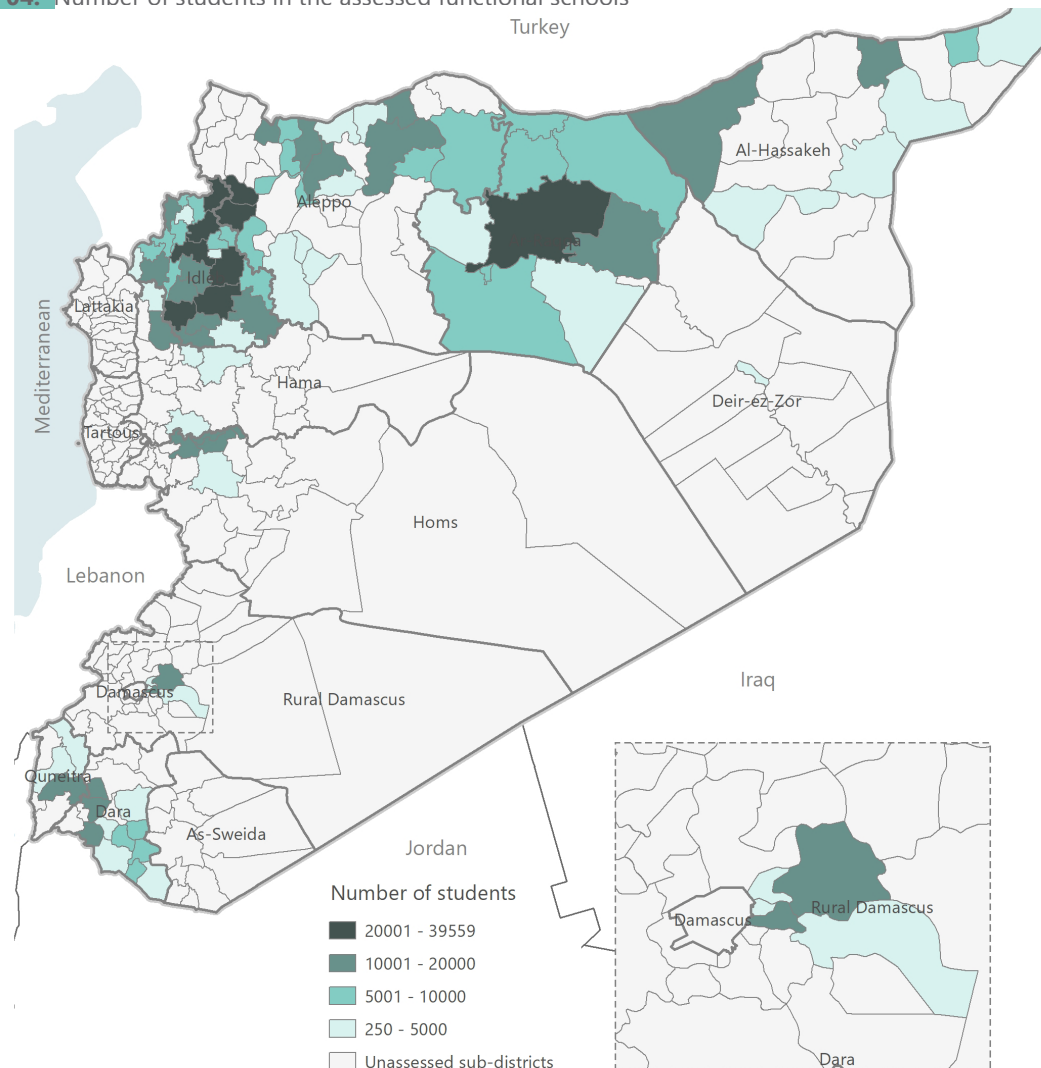 04. Number of students in the assessed functional schools
Turkey
Al-Hassakeh
Aleppo
Lattakia
Mediterranean
Hama
Deir-ez-Zor
Tartous
Homs
Lebanon
Damascus
Rural Damascus
Iraq
Quneitra
Dara
As-Sweida
Jordan
Number of students
20001 - 39559
10001 - 20000
5001 - 10000
250 - 5000
Unassessed sub-districts
Damascus
Rural Damascus
Dara